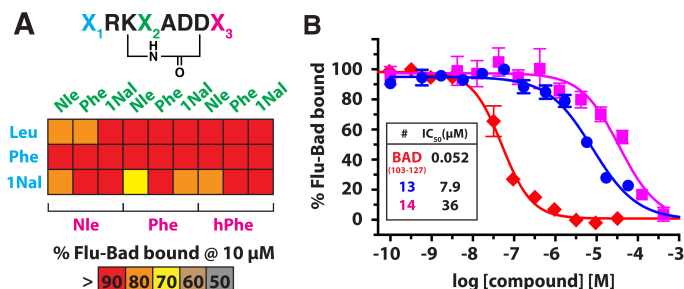 A
X1RKX2ADDX3
H
N
O
Nle Phe 1Nal Nle Phe 1Nal Nle Phe 1Nal
Leu
Phe
1Nal
Nle Phe hPhe
% Flu-Bad bound @ 10 µM
> 90 80 70 60 50
B
% Flu-Bad bound
100
80
60
40
20
0
# IC50(µM)
BAD 0.052
(103-127)
13 7.9
14 36
-10 -9 -8 -7 -6 -5 -4 -3
log [compound] [M]